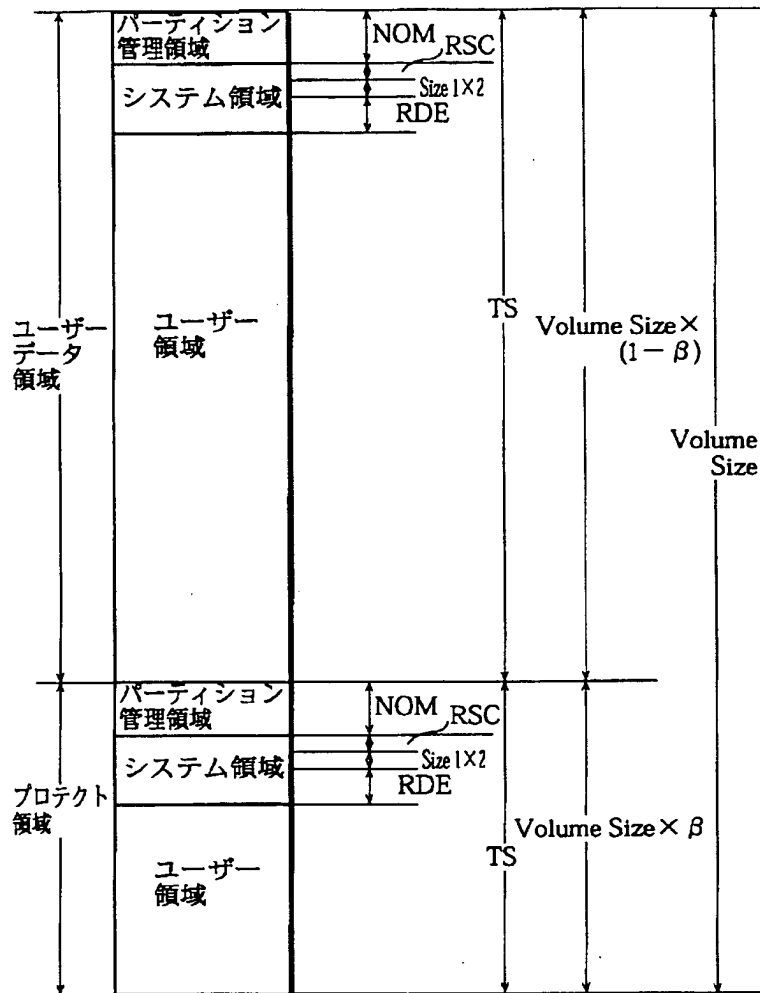 パーティション
管理領域
NOM
RSC
システム領域
Size 1×2
RDE
ユーザー
データ
領域
ユーザー
領域
TS
Volume Size×
(1－β)
Volume
Size
パーティション
管理領域
NOM
RSC
システム領域
Size 1×2
RDE
プロテクト
領域
ユーザー
領域
TS
Volume Size×β